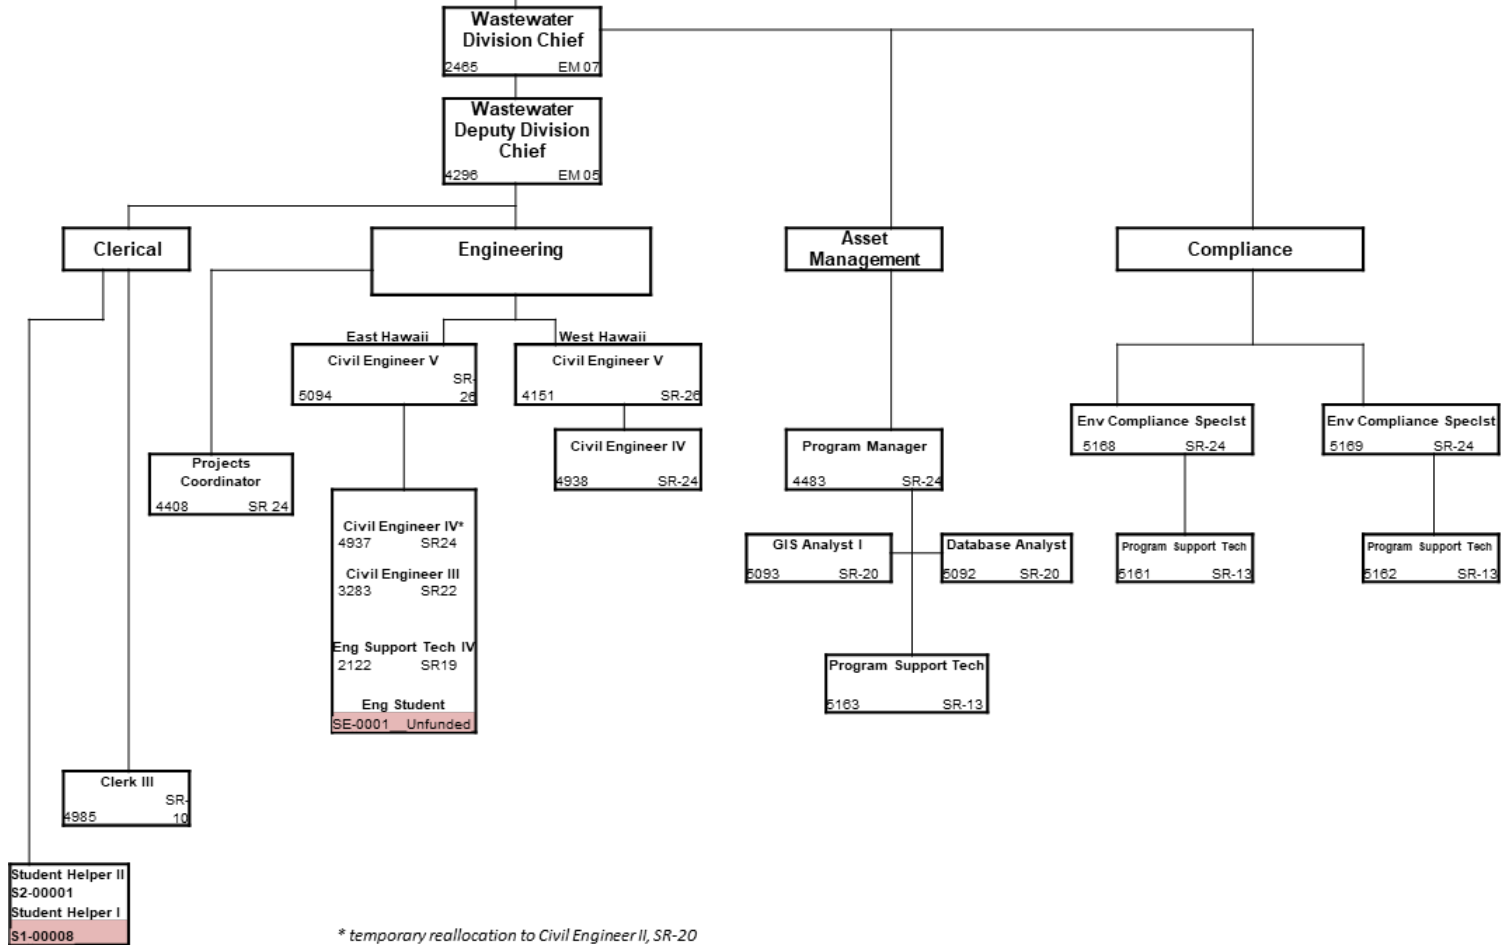 Wastewater
Division Chief
2465 EM 07
Wastewater
Deputy Division
Chief
4296 EM 05
Clerical
Engineering
Asset
Management
Compliance
East Hawaii
Civil Engineer V
SR-
5094 26
West Hawaii
Civil Engineer V
4151 SR-26
Civil Engineer IV
4938 SR-24
Projects
Coordinator
4408 SR 24
Civil Engineer IV*
4937 SR24
Civil Engineer III
3283 SR22
Eng Support Tech IV
2122 SR19
Eng Student
SE-0001__Unfunded
Program Manager
4483 SR-24
GIS Analyst I
5093 SR-20
Database Analyst
5092 SR-20
Program Support Tech
5163 SR-13
Env Compliance Speclst
5168 SR-24
Program Support Tech
5161 SR-13
Env Compliance Speclst
5169 SR-24
Program Support Tech
5162 SR-13
Clerk III
SR-
4985 10
Student Helper II
S2-00001
Student Helper I
S1-00008
* temporary reallocation to Civil Engineer II, SR-20